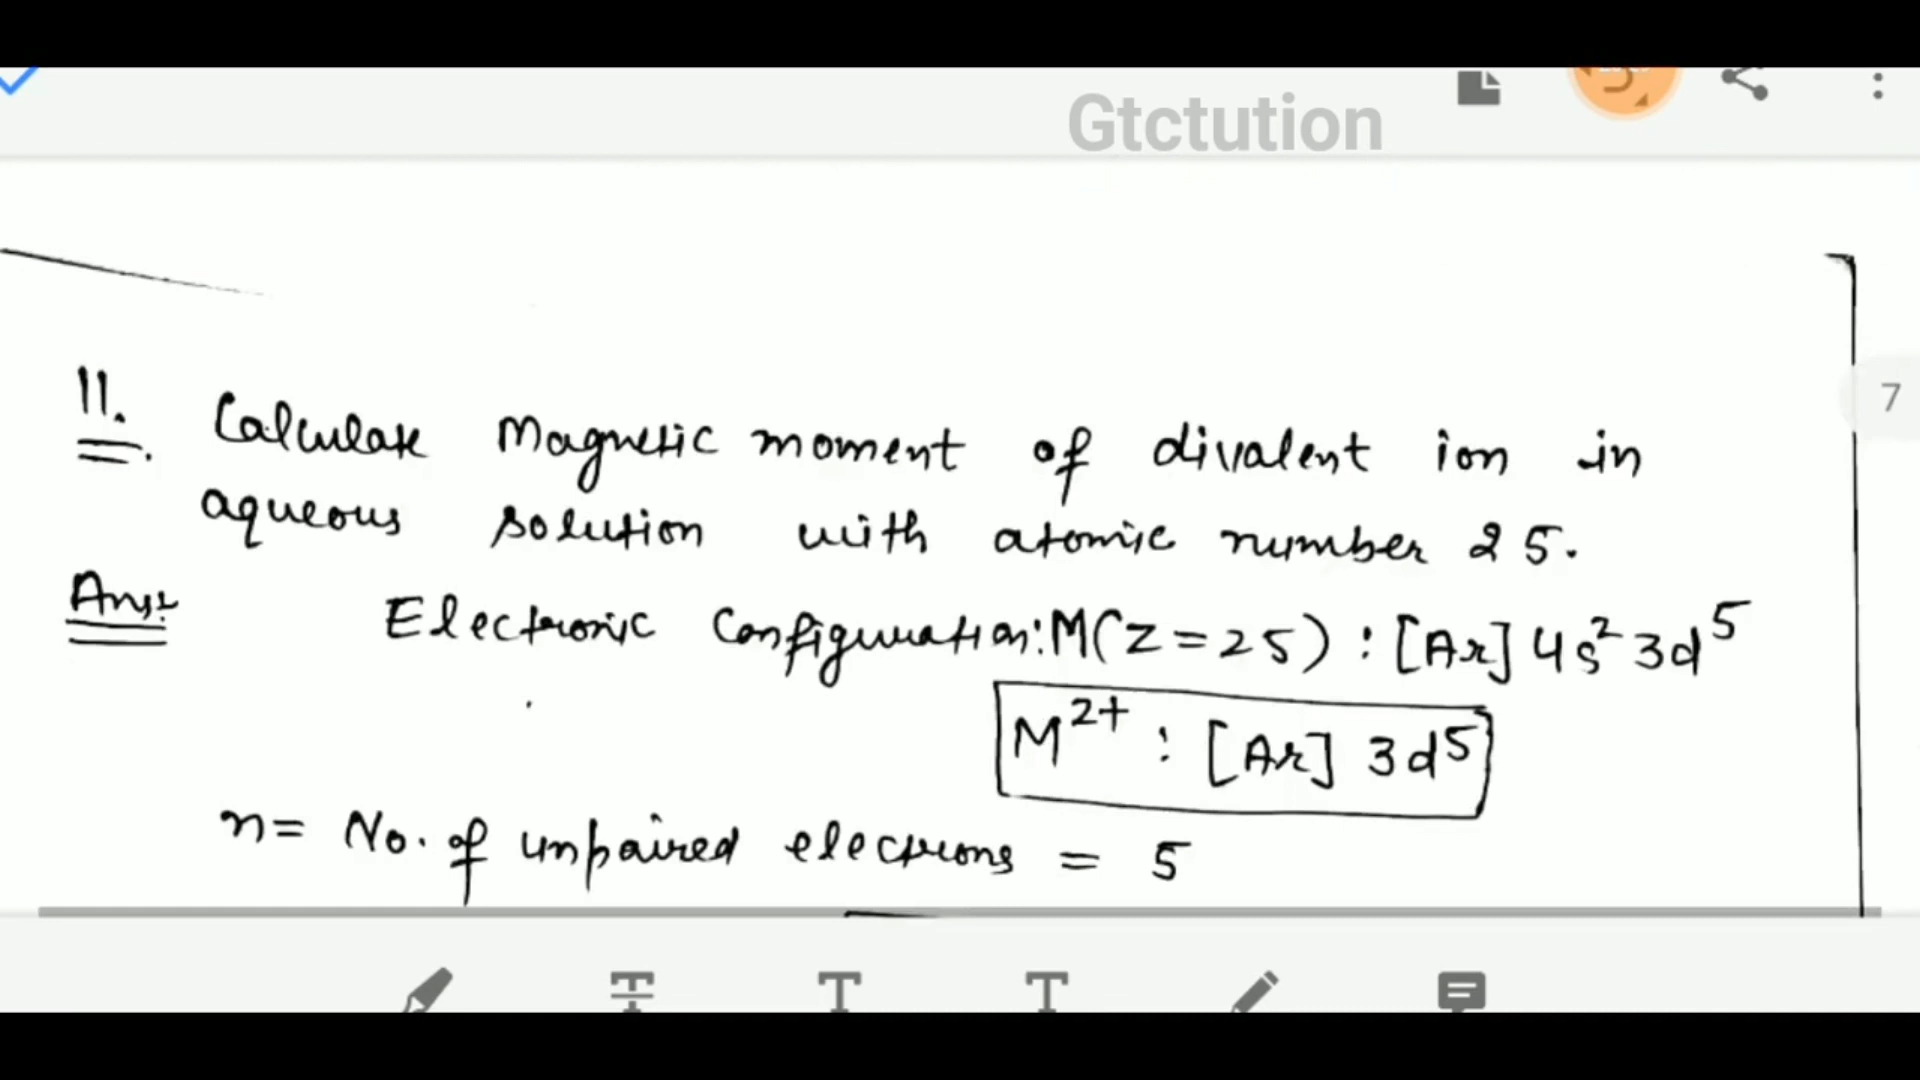 Gtctution
7
11. Calculate Magnetic moment of divalent ion in
aqueous solution with atomic number 25.
Ans: Electronic Configuration: M(Z=25) : [Ar] 4s² 3d⁵
M²⁺ : [Ar] 3d⁵
n= No. of unpaired electrons = 5